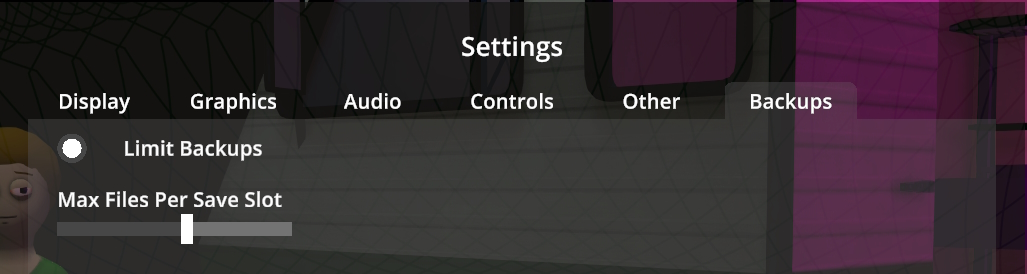 Settings
Display Graphics Audio Controls Other Backups
Limit Backups
Max Files Per Save Slot